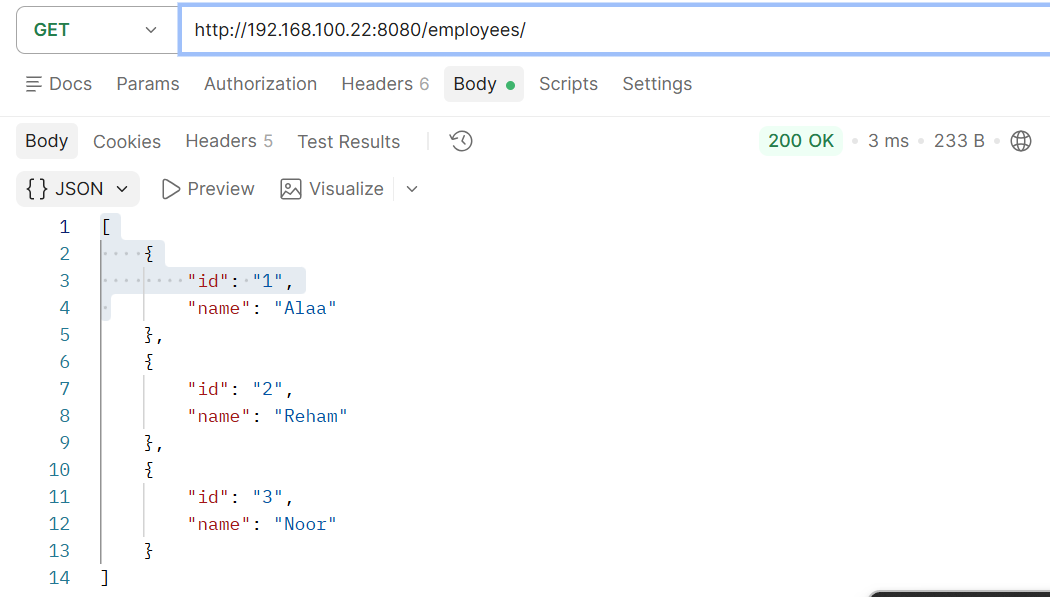 GET http://192.168.100.22:8080/employees/
Docs Params Authorization Headers 6 Body Scripts Settings
Body Cookies Headers 5 Test Results 200 OK 3 ms 233 B
{} JSON Preview Visualize
1 [
2 {
3 "id": "1",
4 "name": "Alaa"
5 },
6 {
7 "id": "2",
8 "name": "Reham"
9 },
10 {
11 "id": "3",
12 "name": "Noor"
13 }
14 ]